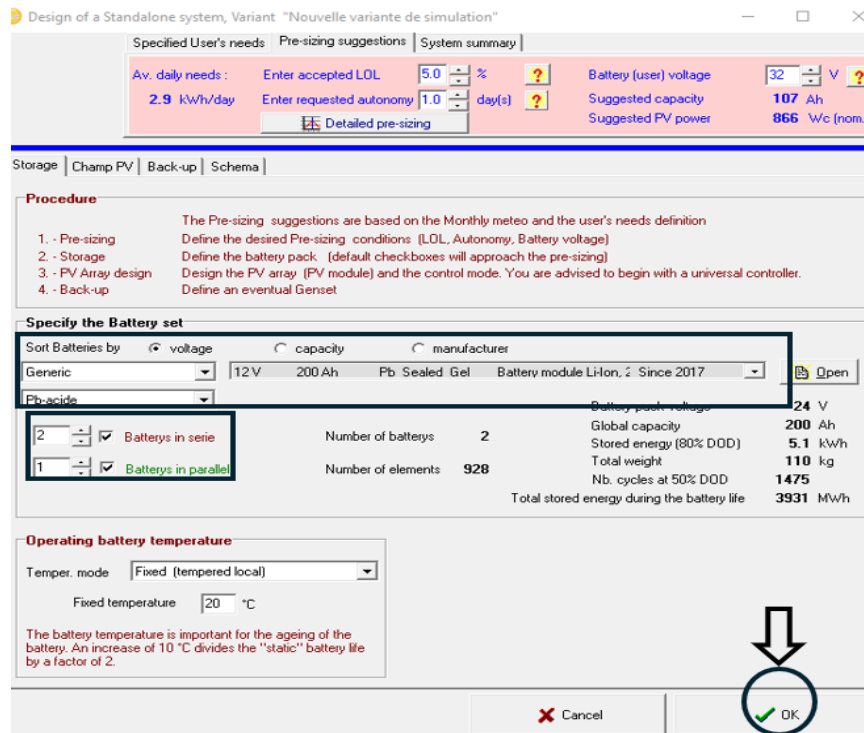 Design of a Standalone system, Variant "Nouvelle variante de simulation"
Specified User's needs Pre-sizing suggestions System summary
Av. daily needs : Enter accepted LOL 5.0 % ? Battery (user) voltage 32 V ?
2.9 kWh/day Enter requested autonomy 1.0 day(s) ? Suggested capacity 107 Ah
Detailed pre-sizing Suggested PV power 866 Wc (nom.
Storage Champ PV Back-up Schema
Procedure
The Pre-sizing suggestions are based on the Monthly meteo and the user's needs definition
1. - Pre-sizing Define the desired Pre-sizing conditions (LOL, Autonomy, Battery voltage)
2. - Storage Define the battery pack (default checkboxes will approach the pre-sizing)
3. - PV Array design Design the PV array (PV module) and the control mode. You are advised to begin with a universal controller.
4. - Back-up Define an eventual Genset
Specify the Battery set
Sort Batteries by voltage capacity manufacturer
Generic 12 V 200 Ah Pb Sealed Gel Battery module Li-Ion, 2 Since 2017 Open
Pb-acide Battery pack voltage 24 V
2 Batterys in serie Number of batterys 2 Global capacity 200 Ah
Stored energy (80% DOD) 5.1 kWh
1 Batterys in parallel Number of elements 928 Total weight 110 kg
Nb. cycles at 50% DOD 1475
Total stored energy during the battery life 3931 MWh
Operating battery temperature
Temper. mode Fixed (tempered local)
Fixed temperature 20 °C
The battery temperature is important for the ageing of the
battery. An increase of 10 °C divides the "static" battery life
by a factor of 2.
Cancel OK